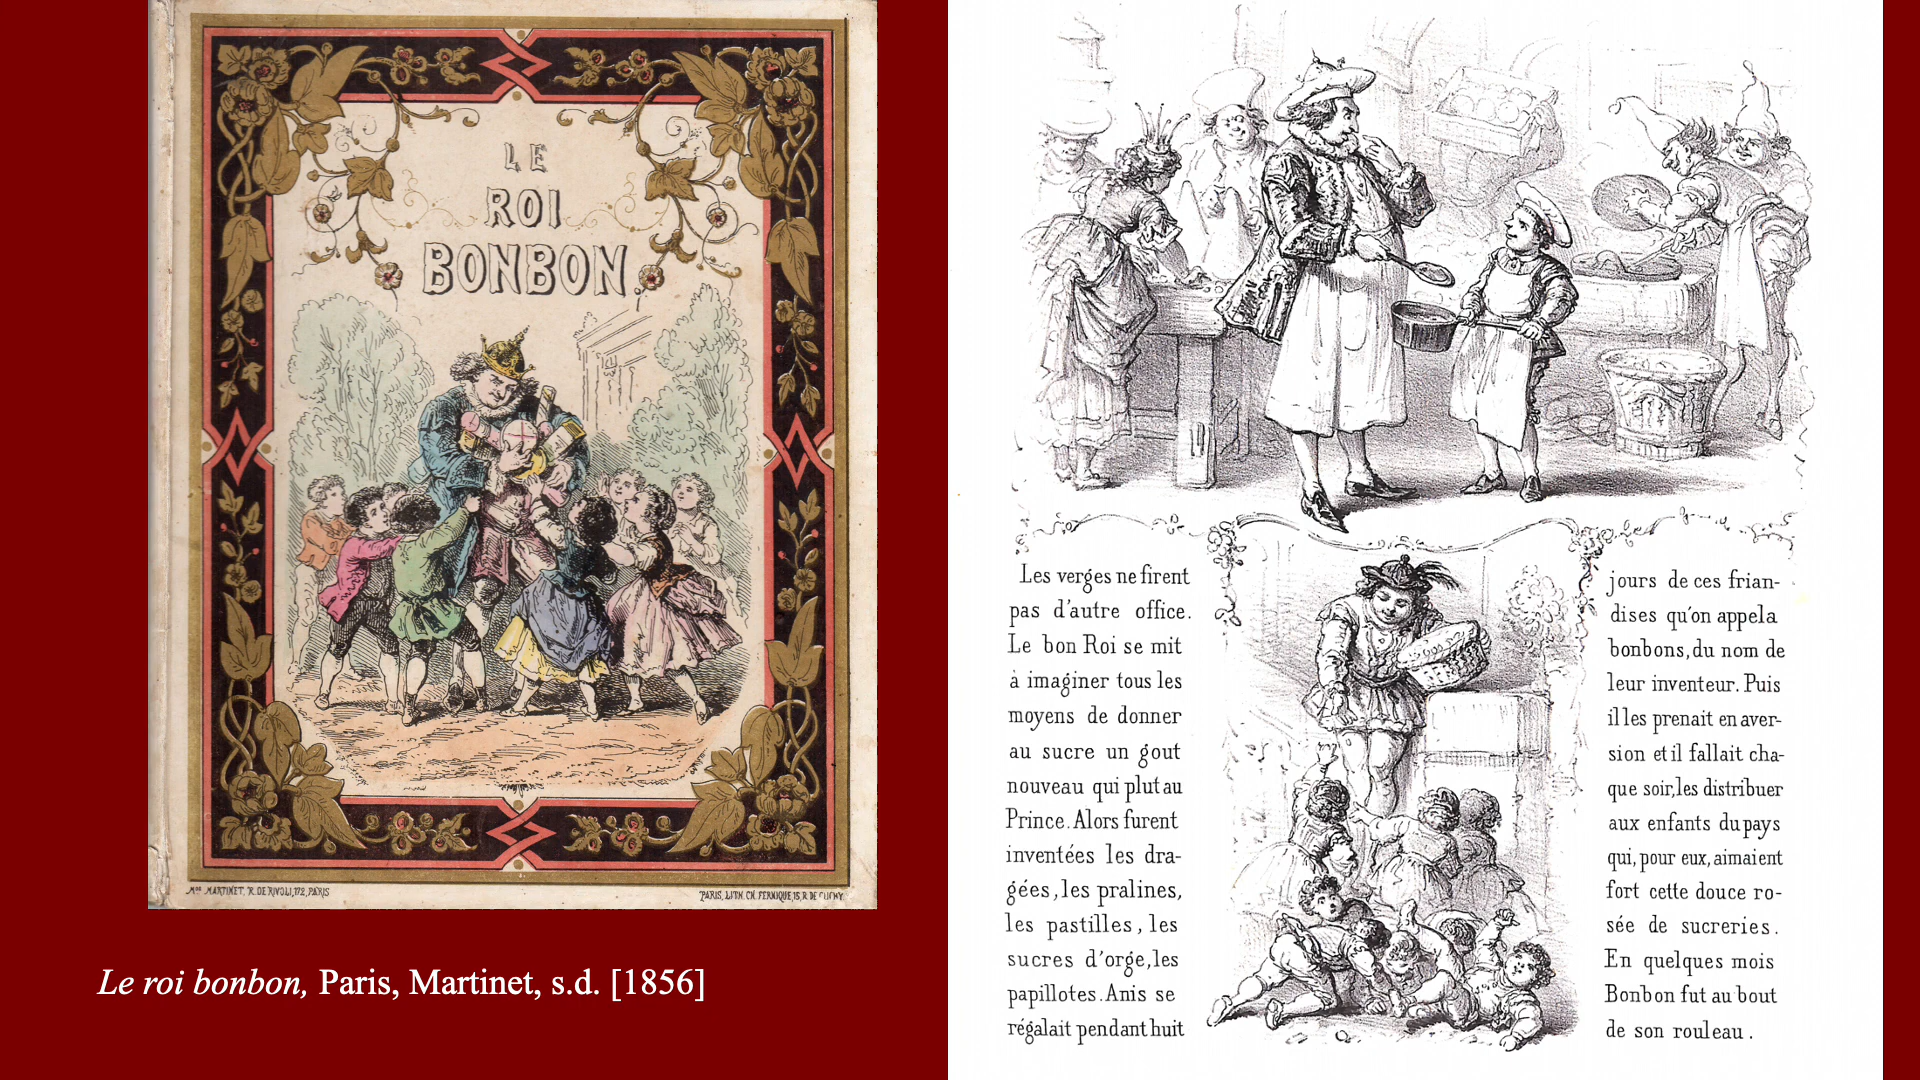 LE
ROI
BONBON.
Mon MARTINET, R. DE RIVOLI, 172, PARIS
PARIS, LITH. CH. FERNIQUE, 15, R. DE CLICHY
Le roi bonbon, Paris, Martinet, s.d. [1856]
Les verges ne firent
pas d'autre office.
Le bon Roi se mit
à imaginer tous les
moyens de donner
au sucre un gout
nouveau qui plut au
Prince. Alors furent
inventées les dra-
gées, les pralines,
les pastilles, les
sucres d'orge, les
papillotes. Anis se
régalait pendant huit
jours de ces frian-
dises qu'on appela
bonbons, du nom de
leur inventeur. Puis
il les prenait en aver-
sion et il fallait cha-
que soir, les distribuer
aux enfants du pays
qui, pour eux, aimaient
fort cette douce ro-
sée de sucreries.
En quelques mois
Bonbon fut au bout
de son rouleau.